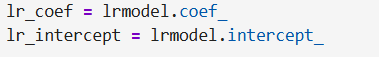 lr_coef = lrmodel.coef_
lr_intercept = lrmodel.intercept_